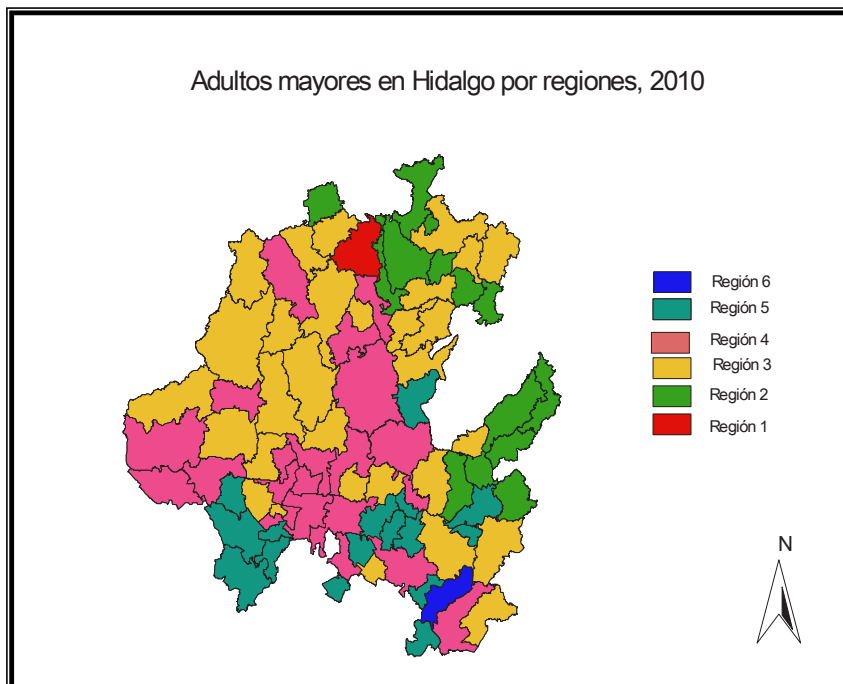 Adultos mayores en Hidalgo por regiones, 2010
Región 6
Región 5
Región 4
Región 3
Región 2
Región 1
N